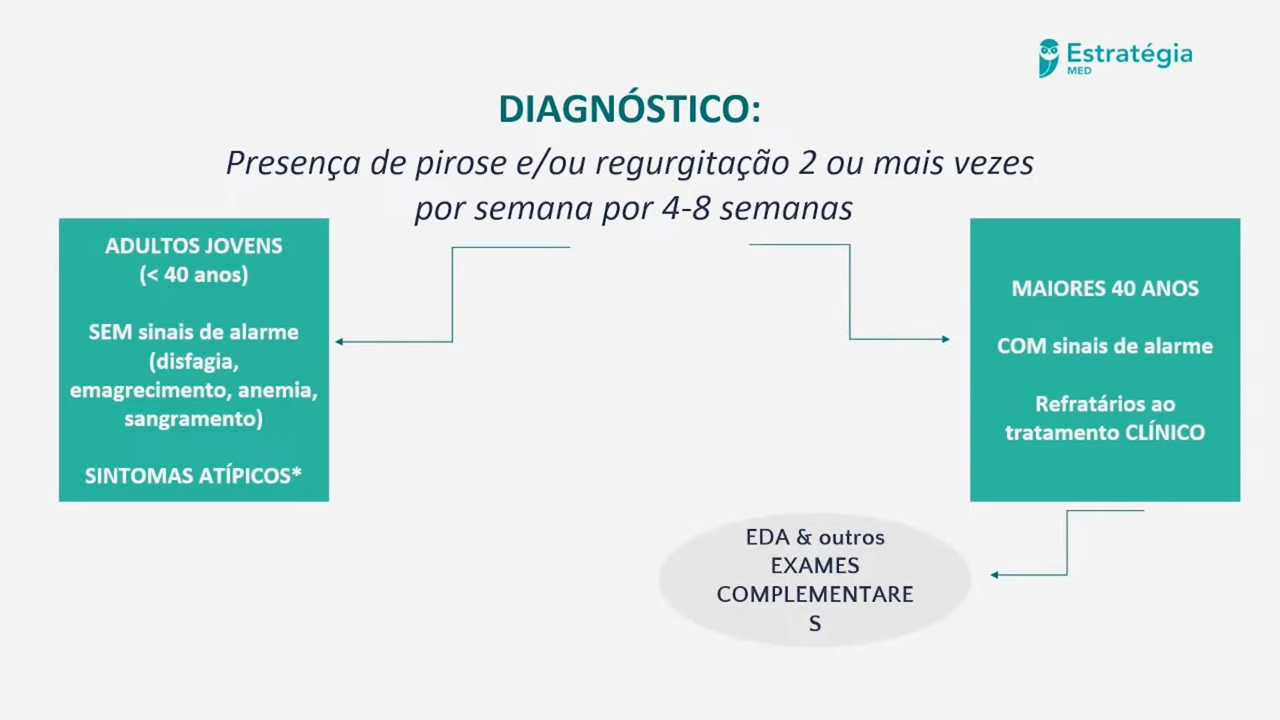 Estratégia
MED
DIAGNÓSTICO:
Presença de pirose e/ou regurgitação 2 ou mais vezes
por semana por 4-8 semanas
ADULTOS JOVENS
(< 40 anos)
SEM sinais de alarme
(disfagia,
emagrecimento, anemia,
sangramento)
SINTOMAS ATÍPICOS*
MAIORES 40 ANOS
COM sinais de alarme
Refratários ao
tratamento CLÍNICO
EDA & outros
EXAMES
COMPLEMENTARE
S